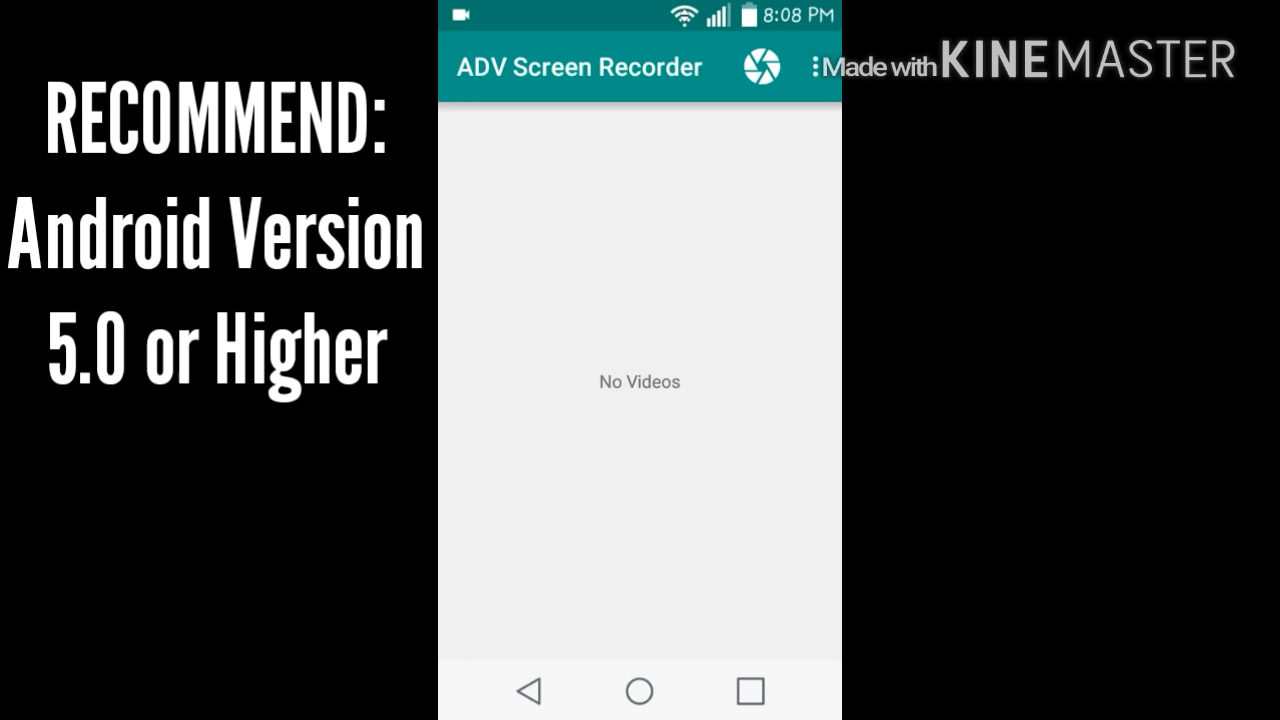 RECOMMEND:
Android Version
5.0 or Higher
8:08 PM
ADV Screen Recorder
Made with KINEMASTER
No Videos